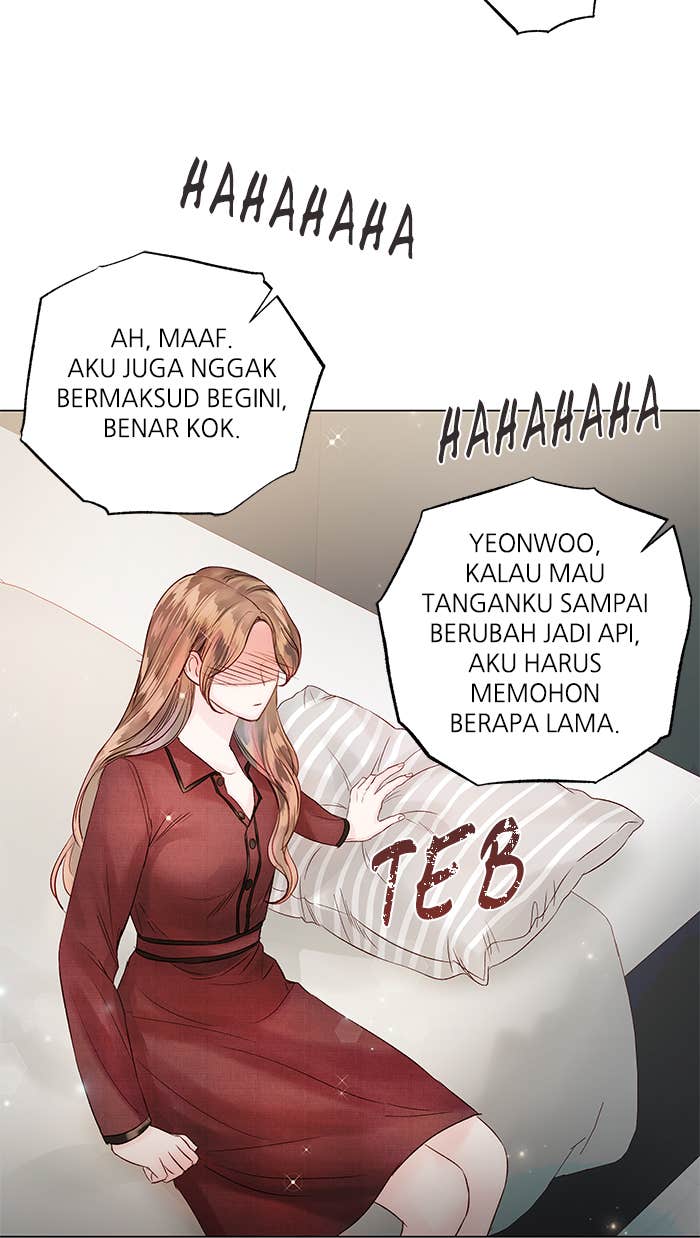 HAHAHAHA
AH, MAAF.
AKU JUGA NGGAK
BERMAKSUD BEGINI,
BENAR KOK.
HAHAHAHA
YEONWOO,
KALAU MAU
TANGANKU SAMPAI
BERUBAH JADI API,
AKU HARUS
MEMOHON
BERAPA LAMA.
TEB